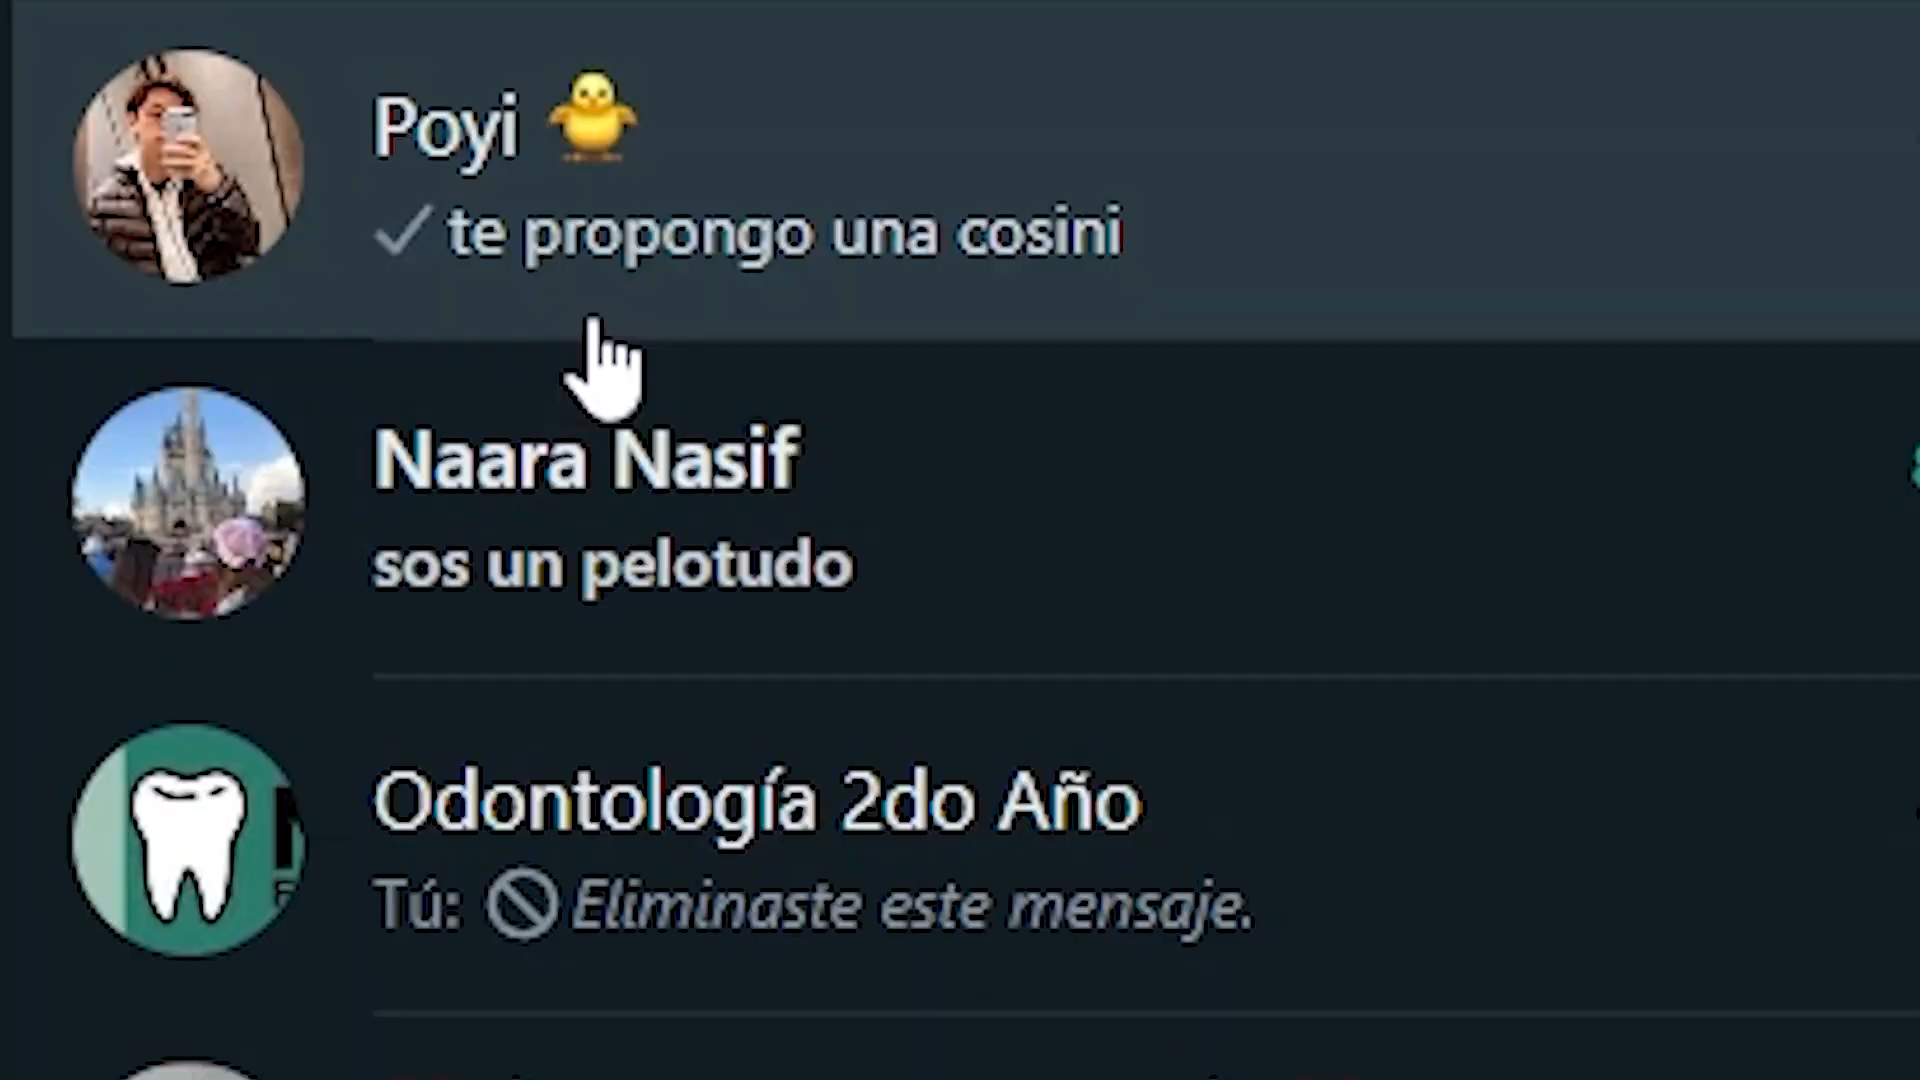 Poyi 🐥
te propongo una cosini
Naara Nasif
sos un pelotudo
Odontología 2do Año
Tú: Eliminaste este mensaje.